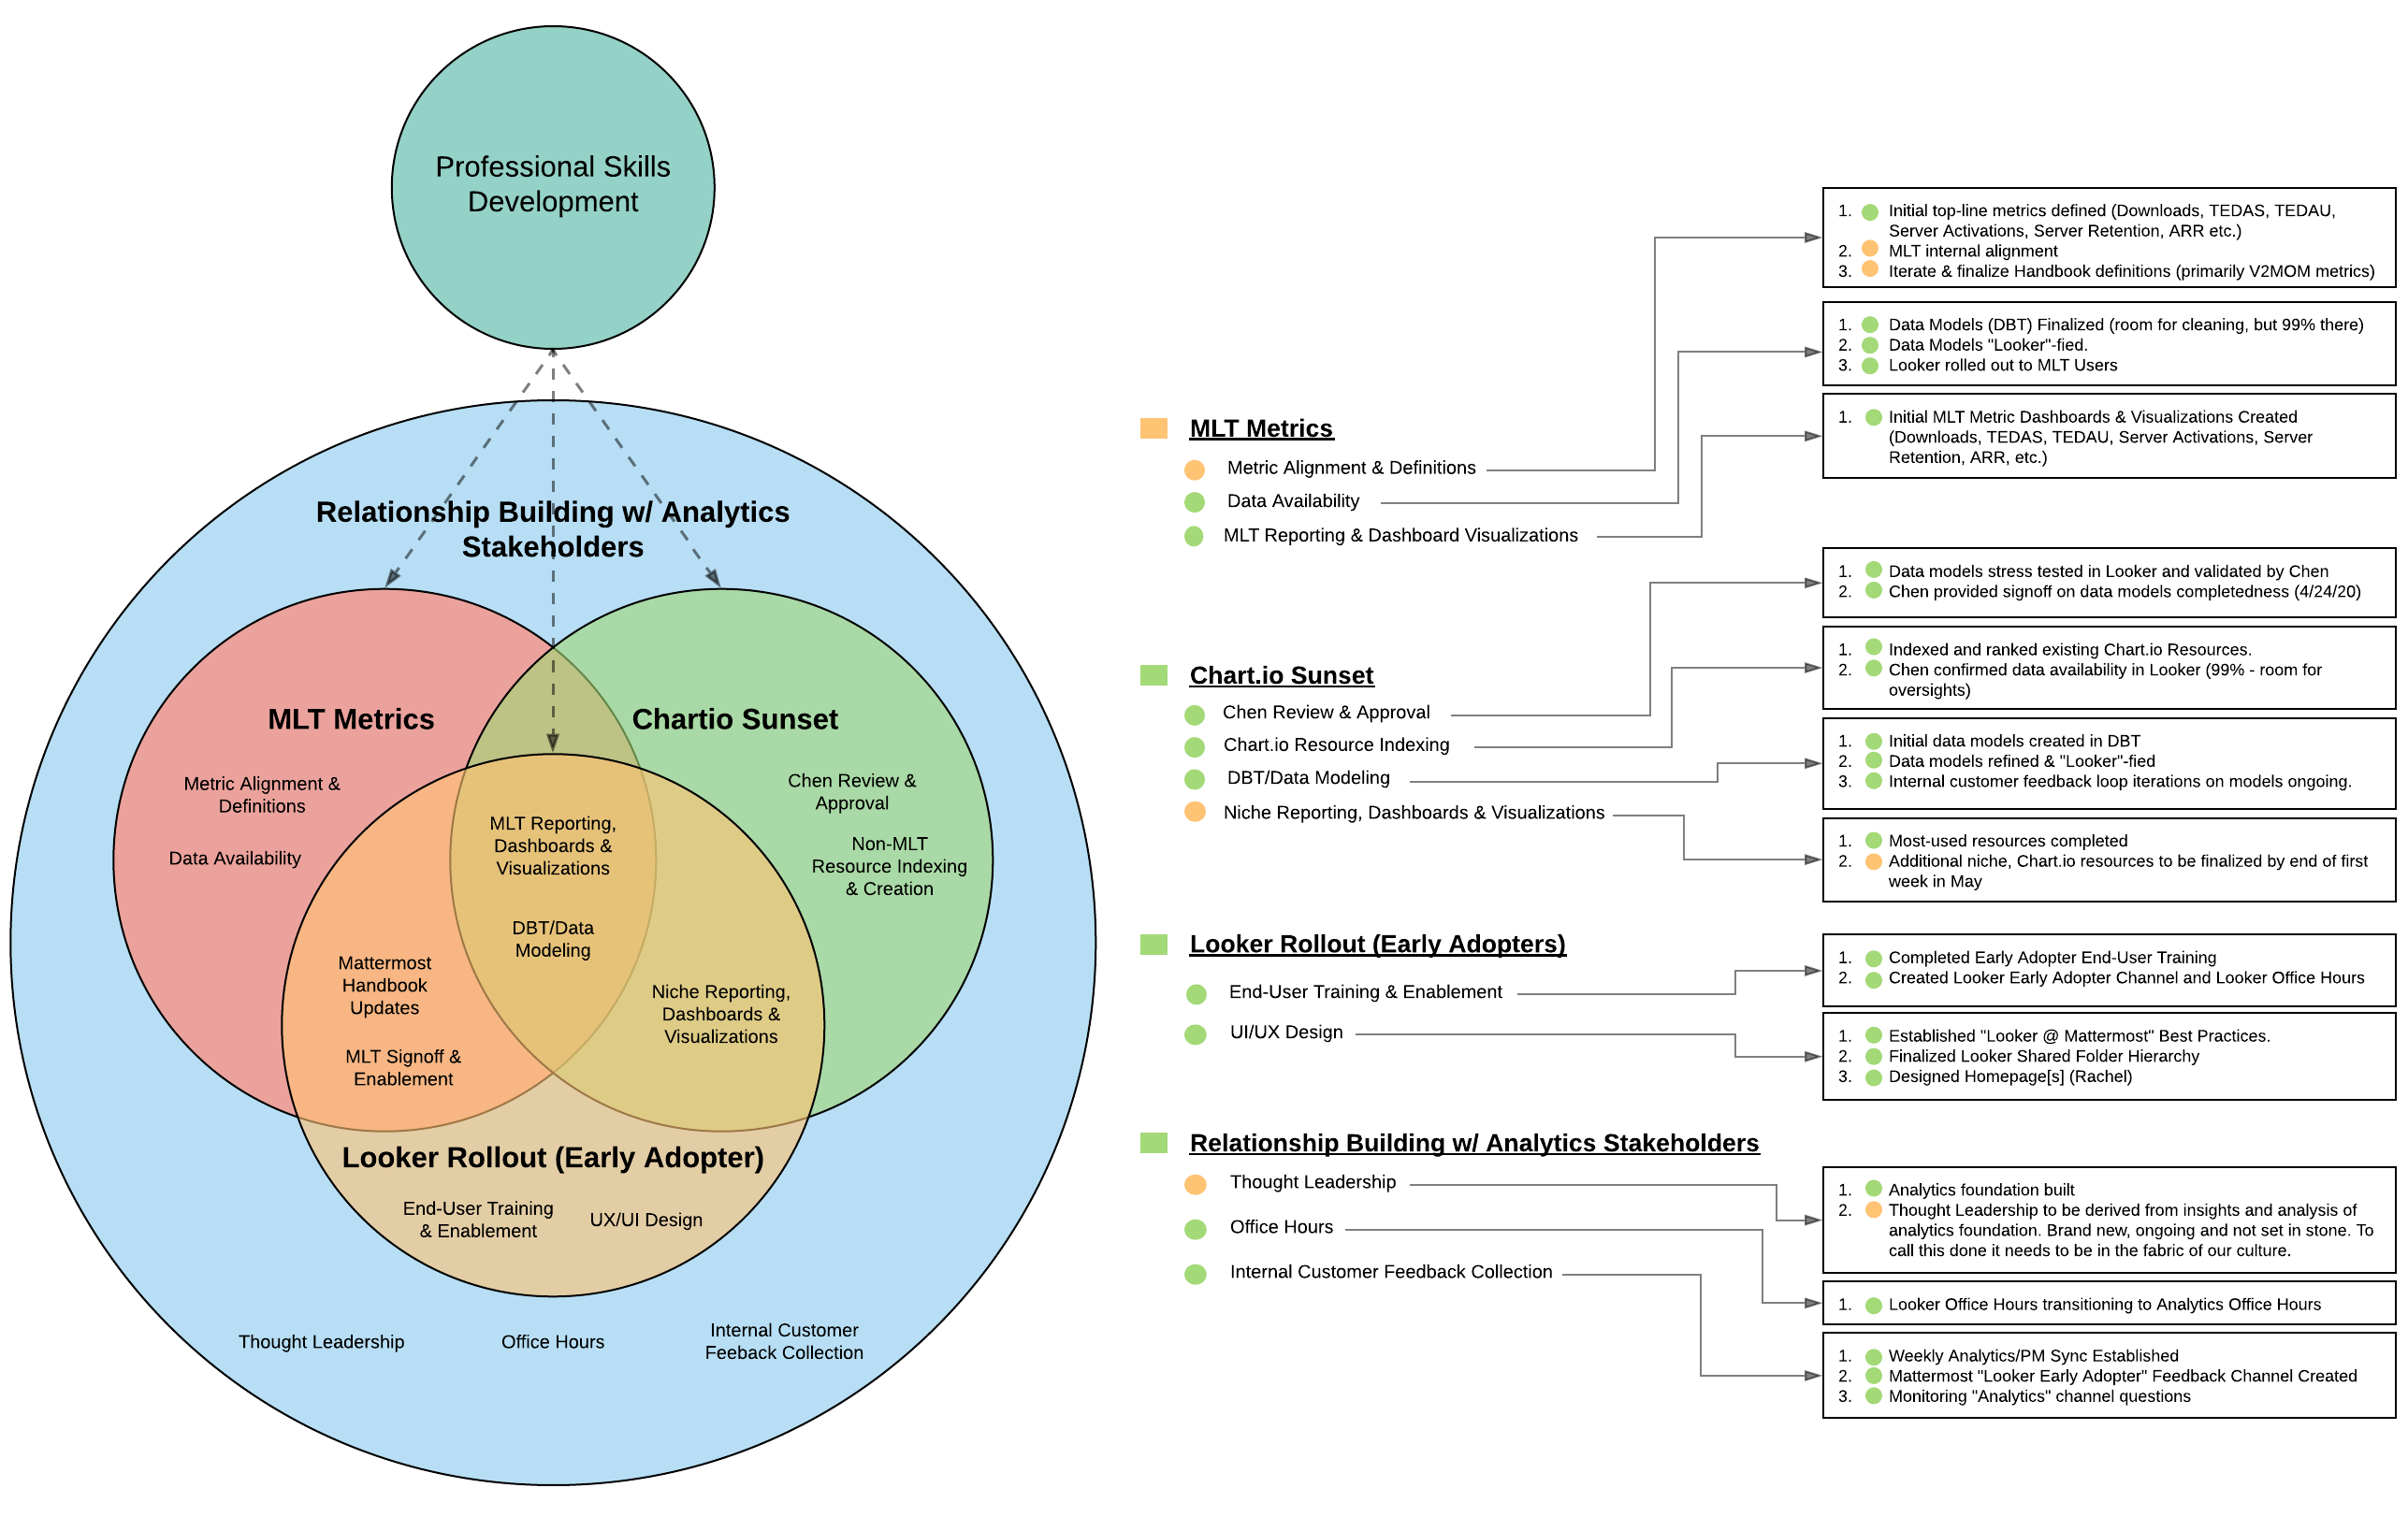 Professional Skills
Development
Relationship Building w/ Analytics
Stakeholders
MLT Metrics
Chartio Sunset
Metric Alignment &
Definitions
Data Availability
Chen Review &
Approval
Non-MLT
Resource Indexing
& Creation
MLT Reporting,
Dashboards &
Visualizations
DBT/Data
Modeling
Mattermost
Handbook
Updates
MLT Signoff &
Enablement
Niche Reporting,
Dashboards &
Visualizations
Looker Rollout (Early Adopter)
End-User Training
& Enablement
UX/UI Design
Thought Leadership
Office Hours
Internal Customer
Feeback Collection
MLT Metrics
Metric Alignment & Definitions
Data Availability
MLT Reporting & Dashboard Visualizations
Chart.io Sunset
Chen Review & Approval
Chart.io Resource Indexing
DBT/Data Modeling
Niche Reporting, Dashboards & Visualizations
Looker Rollout (Early Adopters)
End-User Training & Enablement
UI/UX Design
Relationship Building w/ Analytics Stakeholders
Thought Leadership
Office Hours
Internal Customer Feedback Collection
1. Initial top-line metrics defined (Downloads, TEDAS, TEDAU,
Server Activations, Server Retention, ARR etc.)
2. MLT internal alignment
3. Iterate & finalize Handbook definitions (primarily V2MOM metrics)
1. Data Models (DBT) Finalized (room for cleaning, but 99% there)
2. Data Models "Looker"-fied.
3. Looker rolled out to MLT Users
1. Initial MLT Metric Dashboards & Visualizations Created
(Downloads, TEDAS, TEDAU, Server Activations, Server
Retention, ARR, etc.)
1. Data models stress tested in Looker and validated by Chen
2. Chen provided signoff on data models completedness (4/24/20)
1. Indexed and ranked existing Chart.io Resources.
2. Chen confirmed data availability in Looker (99% - room for
oversights)
1. Initial data models created in DBT
2. Data models refined & "Looker"-fied
3. Internal customer feedback loop iterations on models ongoing.
1. Most-used resources completed
2. Additional niche, Chart.io resources to be finalized by end of first
week in May
1. Completed Early Adopter End-User Training
2. Created Looker Early Adopter Channel and Looker Office Hours
1. Established "Looker @ Mattermost" Best Practices.
2. Finalized Looker Shared Folder Hierarchy
3. Designed Homepage[s] (Rachel)
1. Analytics foundation built
2. Thought Leadership to be derived from insights and analysis of
analytics foundation. Brand new, ongoing and not set in stone. To
call this done it needs to be in the fabric of our culture.
1. Looker Office Hours transitioning to Analytics Office Hours
1. Weekly Analytics/PM Sync Established
2. Mattermost "Looker Early Adopter" Feedback Channel Created
3. Monitoring "Analytics" channel questions